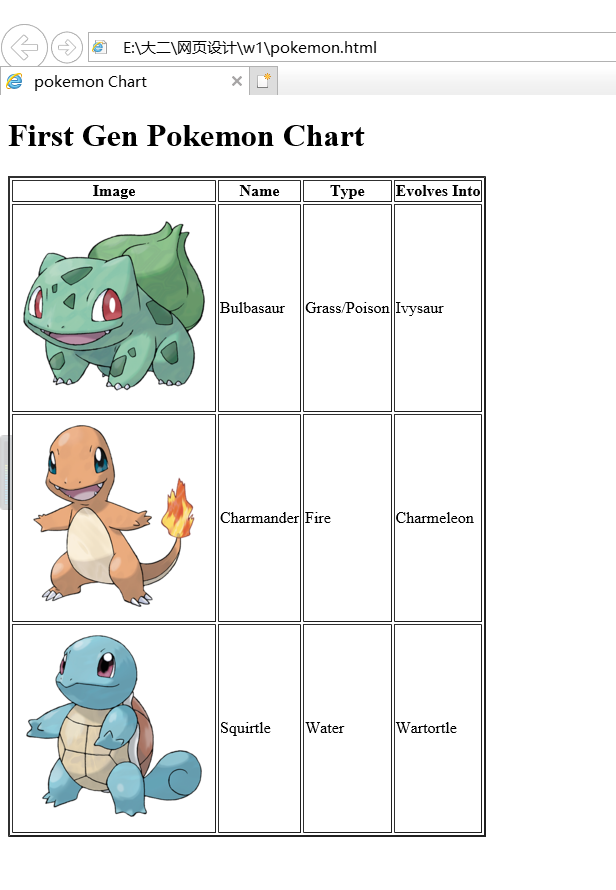 E:\大二\网页设计\w1\pokemon.html
pokemon Chart
First Gen Pokemon Chart
Image Name Type Evolves Into
Bulbasaur Grass/Poison Ivysaur
Charmander Fire Charmeleon
Squirtle Water Wartortle